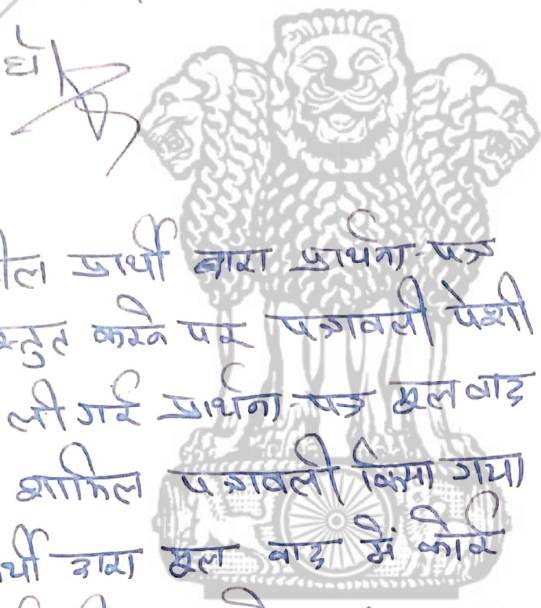 धे
ील प्रार्थी द्वारा प्रार्थना-पत्र
स्तुत करने पर पत्रावली पेशी
ली गई प्रार्थना-पत्र मूल वाद
शामिल पत्रावली किया गया
र्थी द्वारा मूल वाद में कोई